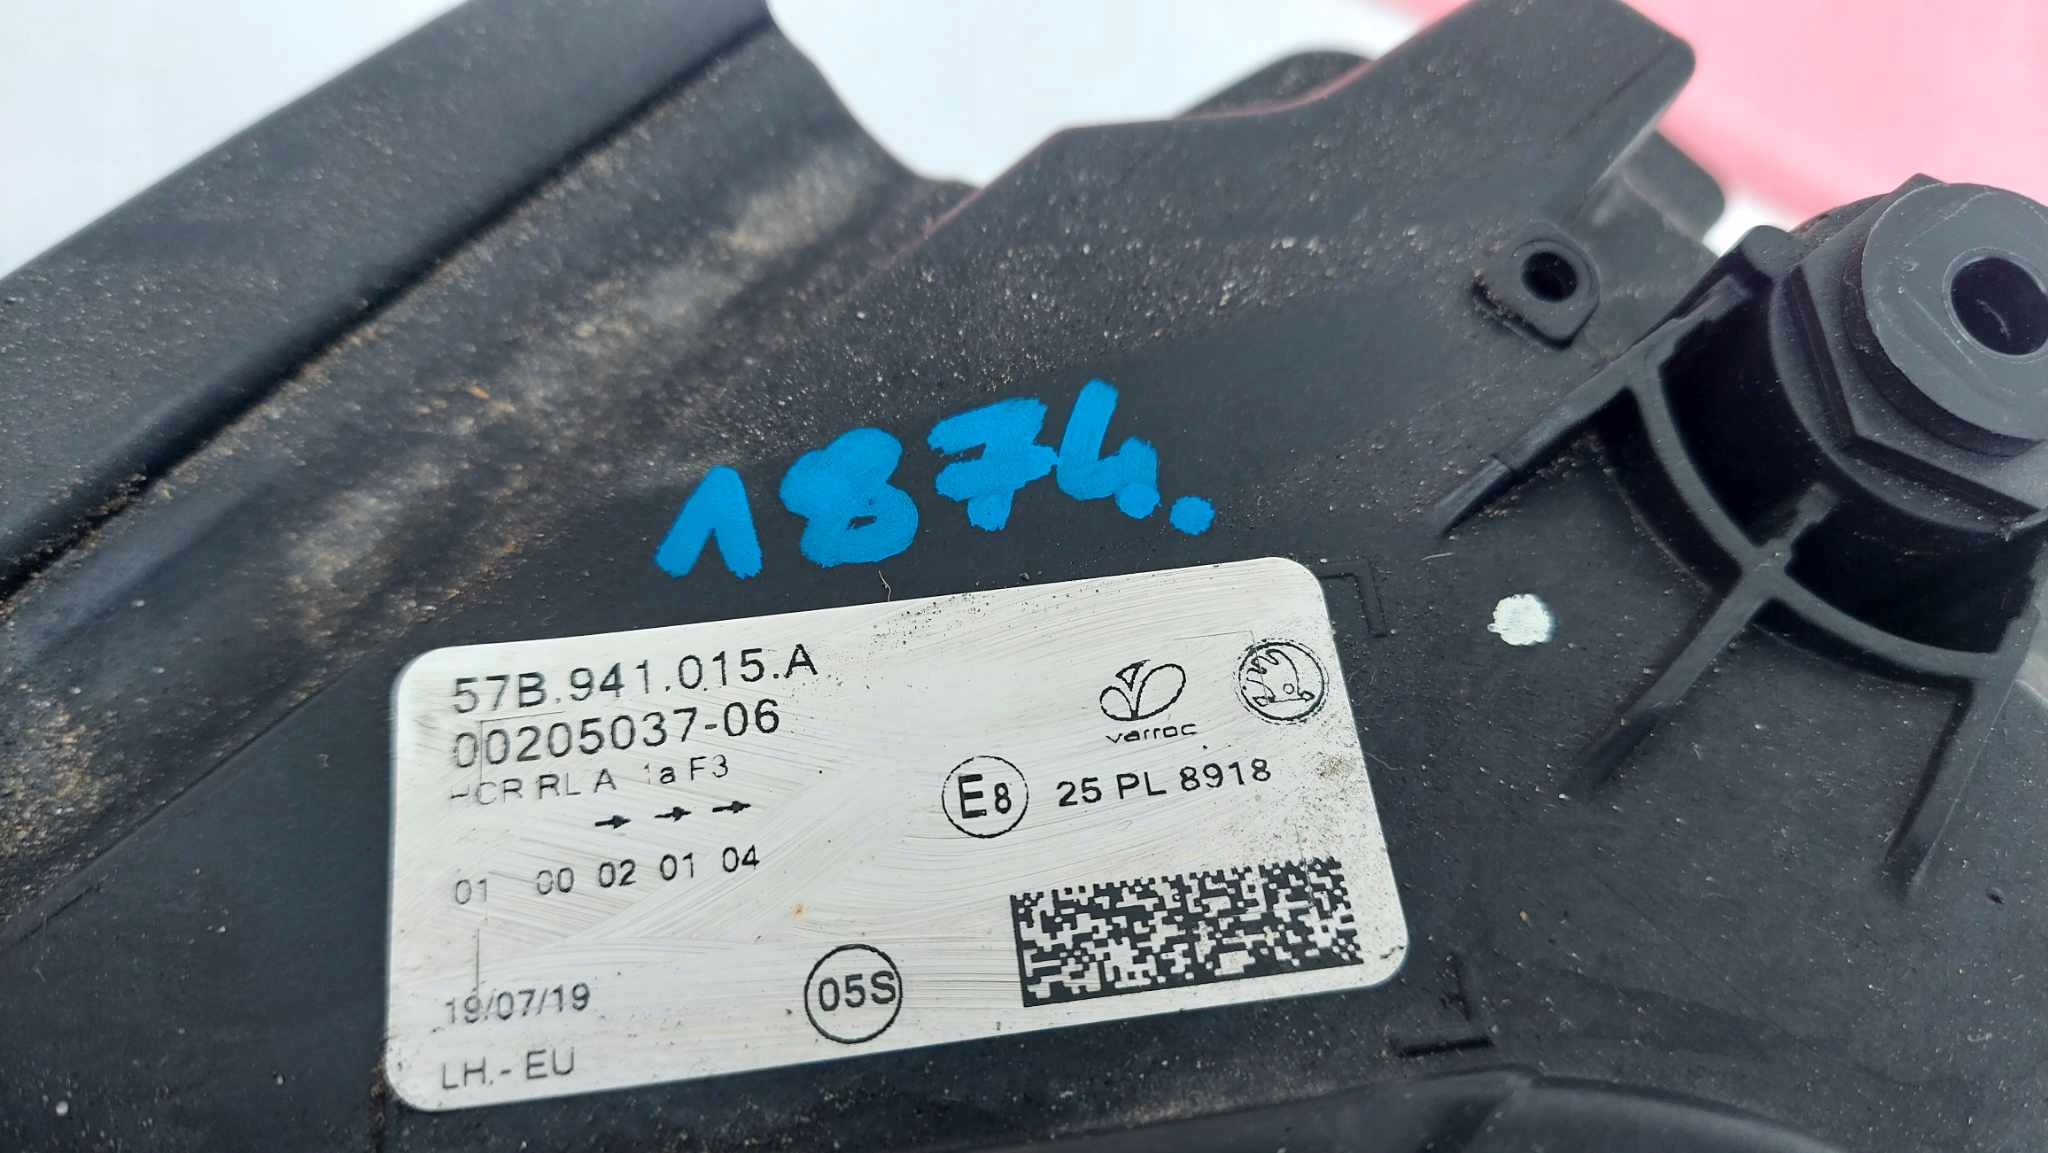 1874.
57B.941.015.A
00205037-06
HCR RL A 1a F3
varroc
E8 25 PL 8918
01 00 02 01 04
19/07/19
05S
LH.- EU